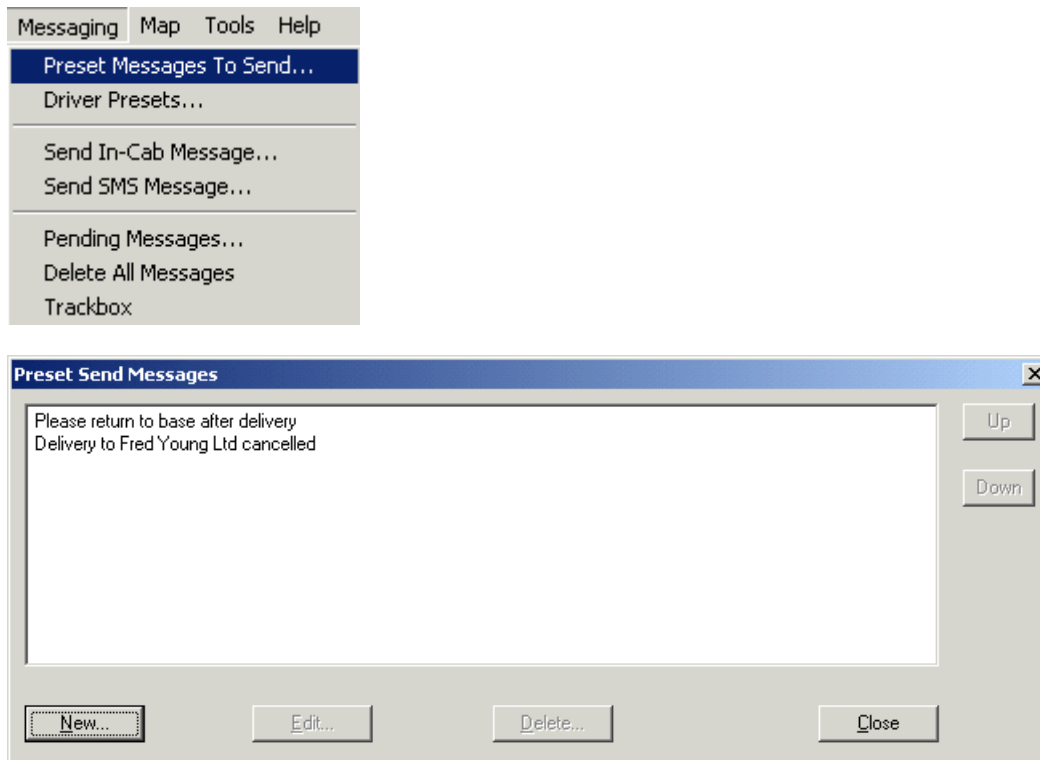 Messaging Map Tools Help
Preset Messages To Send...
Driver Presets...
Send In-Cab Message...
Send SMS Message...
Pending Messages...
Delete All Messages
Trackbox
Preset Send Messages
Please return to base after delivery
Delivery to Fred Young Ltd cancelled
Up
Down
New... Edit... Delete... Close